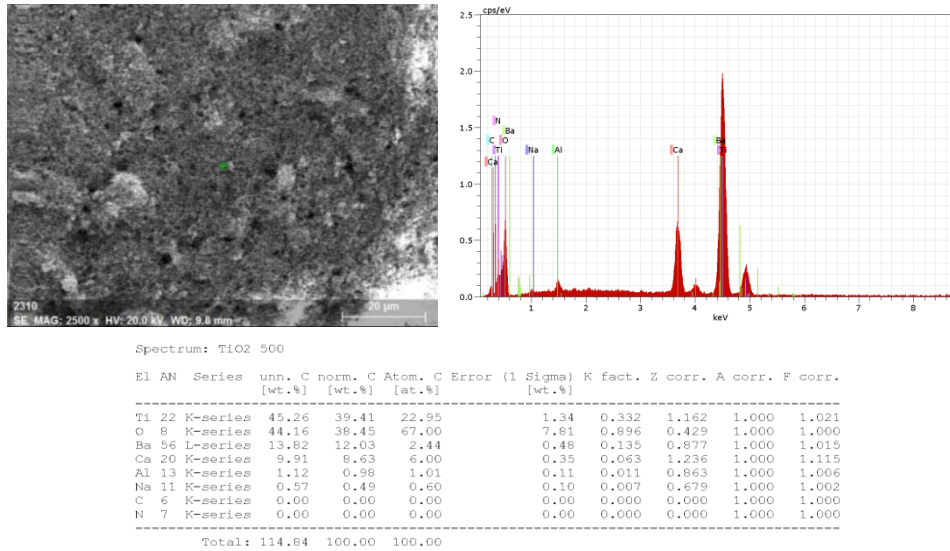 2310
SE MAG: 2500 x HV: 20.0 kV WD: 9.8 mm
20 µm
cps/eV
2.5
2.0
1.5
1.0
0.5
0.0
N
Ba
C
O
Ti
Na
Al
Ca
Ca
Ba
Ti
1 2 3 4 5 6 7 8
keV
Spectrum: TiO2 500
El AN Series unn. C norm. C Atom. C Error (1 Sigma) K fact. Z corr. A corr. F corr.
[wt.%] [wt.%] [at.%] [wt.%]
Ti 22 K-series 45.26 39.41 22.95 1.34 0.332 1.162 1.000 1.021
O 8 K-series 44.16 38.45 67.00 7.81 0.896 0.429 1.000 1.000
Ba 56 L-series 13.82 12.03 2.44 0.48 0.135 0.877 1.000 1.015
Ca 20 K-series 9.91 8.63 6.00 0.35 0.063 1.236 1.000 1.115
Al 13 K-series 1.12 0.98 1.01 0.11 0.011 0.863 1.000 1.006
Na 11 K-series 0.57 0.49 0.60 0.10 0.007 0.679 1.000 1.002
C 6 K-series 0.00 0.00 0.00 0.00 0.000 0.000 1.000 1.000
N 7 K-series 0.00 0.00 0.00 0.00 0.000 0.000 1.000 1.000
Total: 114.84 100.00 100.00